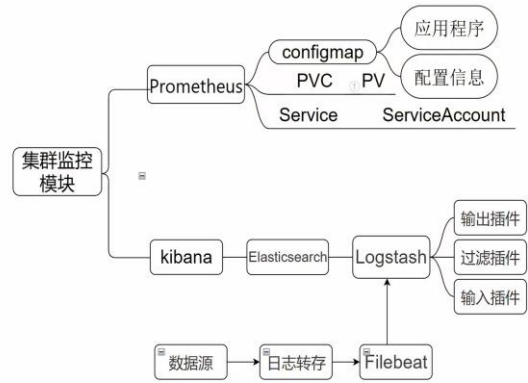 应用程序
configmap
配置信息
Prometheus
PVC PV
Service ServiceAccount
集群监控
模块
输出插件
kibana
Elasticsearch
Logstash
过滤插件
输入插件
数据源
日志转存
Filebeat